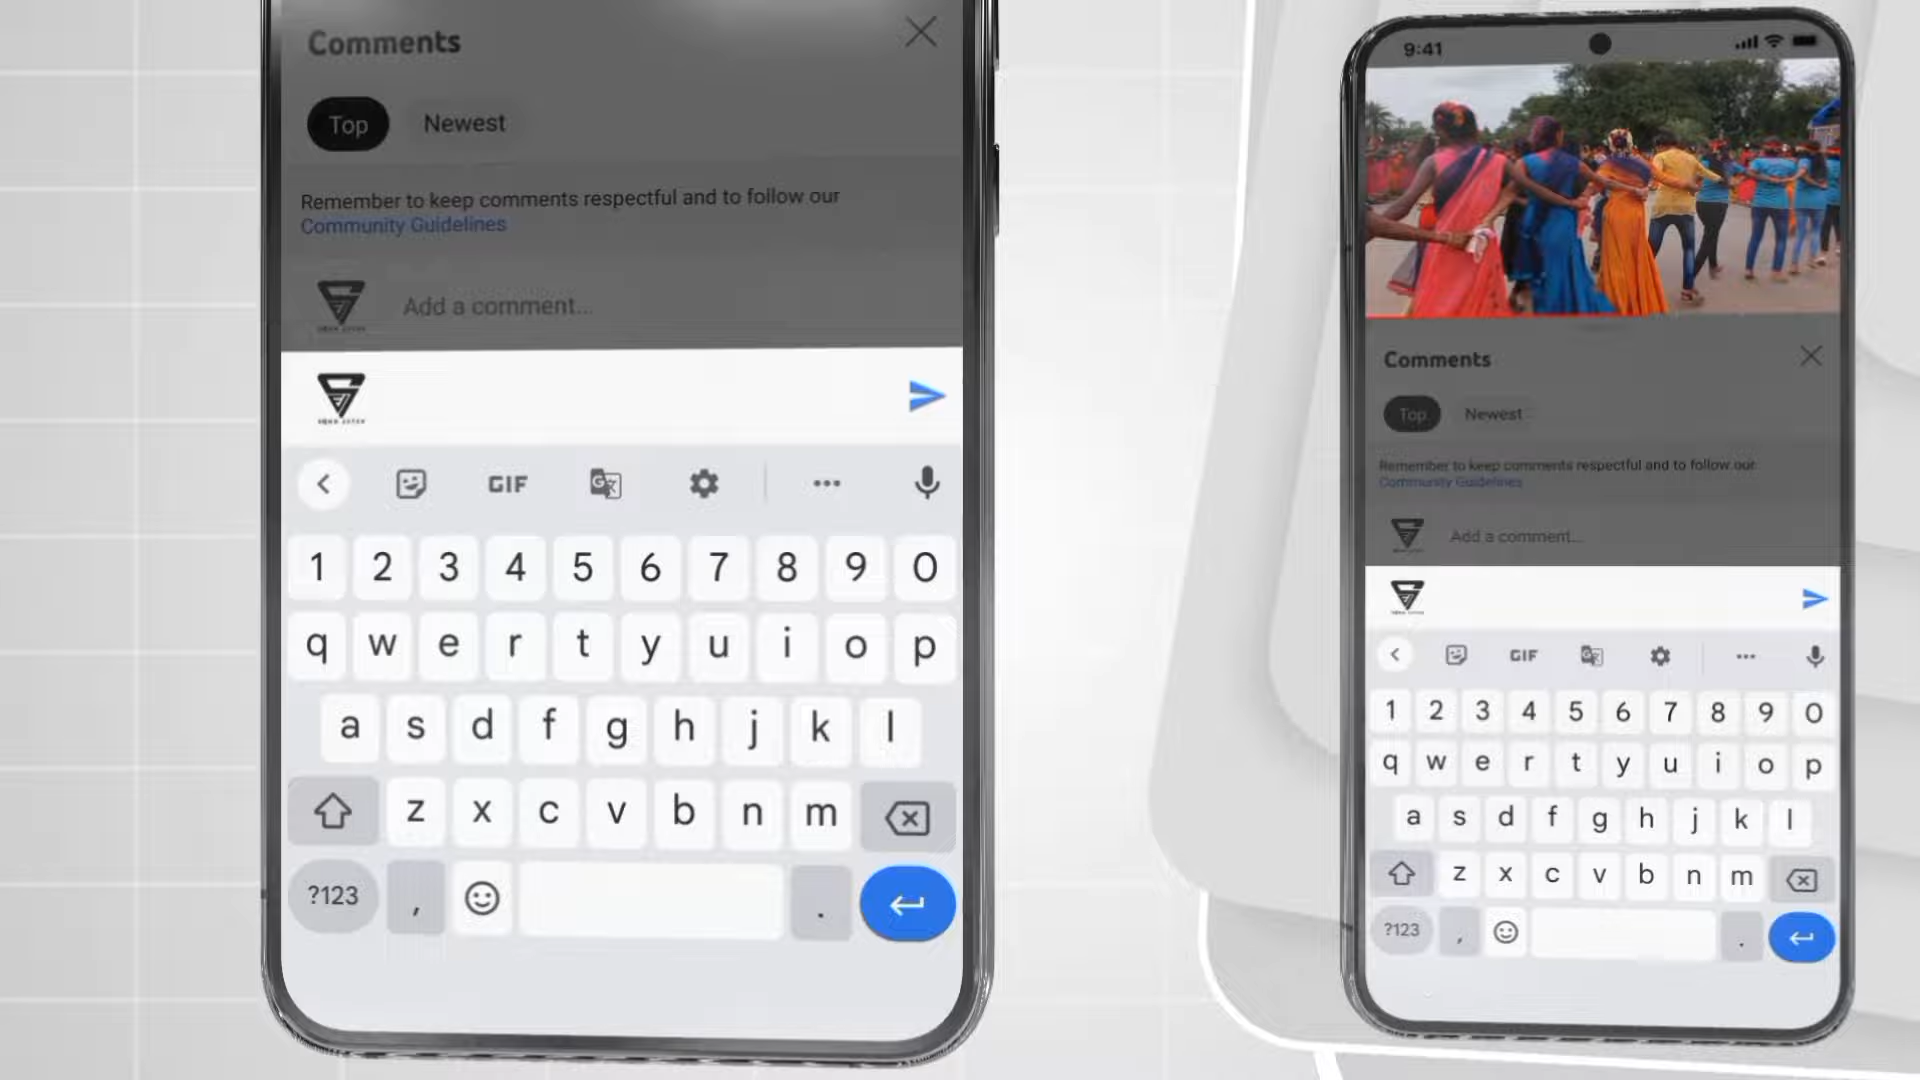 Comments
Top
Newest
Remember to keep comments respectful and to follow our
Community Guidelines
Add a comment...
GIF
1 2 3 4 5 6 7 8 9 0
q w e r t y u i o p
a s d f g h j k l
z x c v b n m
?123 , .
9:41
Comments
Top
Newest
Remember to keep comments respectful and to follow our
Community Guidelines
Add a comment...
GIF
1 2 3 4 5 6 7 8 9 0
q w e r t y u i o p
a s d f g h j k l
z x c v b n m
?123 , .